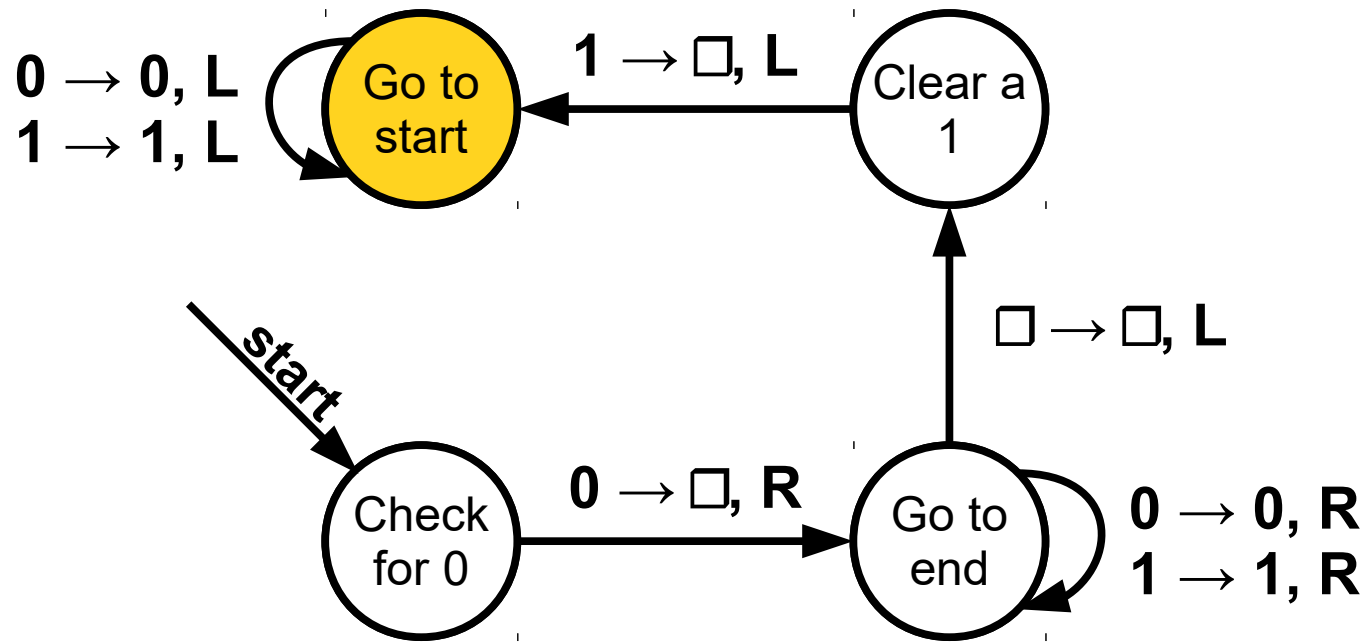 0 → 0, L
1 → 1, L
Go to
start
1 → □, L
Clear a
1
□ → □, L
start
Check
for 0
0 → □, R
Go to
end
0 → 0, R
1 → 1, R